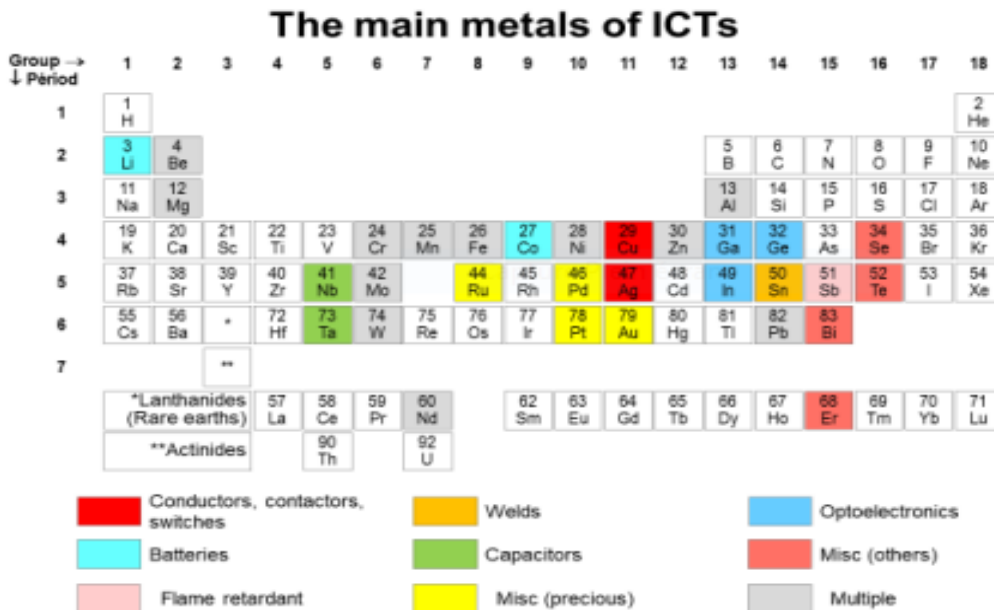 The main metals of ICTs
Group → 1 2 3 4 5 6 7 8 9 10 11 12 13 14 15 16 17 18
↓ Périod
1 1 2
H He
2 3 4 5 6 7 8 9 10
Li Be B C N O F Ne
3 11 12 13 14 15 16 17 18
Na Mg Al Si P S Cl Ar
4 19 20 21 22 23 24 25 26 27 28 29 30 31 32 33 34 35 36
K Ca Sc Ti V Cr Mn Fe Co Ni Cu Zn Ga Ge As Se Br Kr
5 37 38 39 40 41 42 44 45 46 47 48 49 50 51 52 53 54
Rb Sr Y Zr Nb Mo Ru Rh Pd Ag Cd In Sn Sb Te I Xe
6 55 56 * 72 73 74 75 76 77 78 79 80 81 82 83
Cs Ba Hf Ta W Re Os Ir Pt Au Hg Tl Pb Bi
7 **
*Lanthanides 57 58 59 60 62 63 64 65 66 67 68 69 70 71
(Rare earths) La Ce Pr Nd Sm Eu Gd Tb Dy Ho Er Tm Yb Lu
**Actinides 90 92
Th U
Conductors, contactors,
switches
Welds
Optoelectronics
Batteries
Capacitors
Misc (others)
Flame retardant
Misc (precious)
Multiple